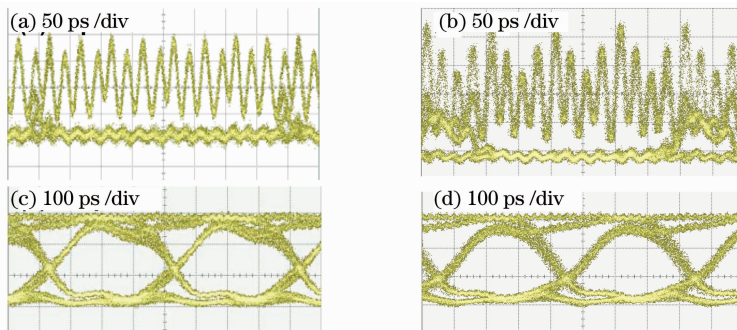 (a) 50 ps /div
(b) 50 ps /div
(c) 100 ps /div
(d) 100 ps /div